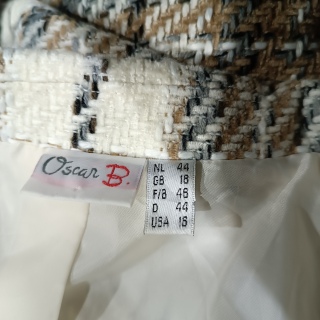 Oscar B.
NL 44
GB 18
F/B 46
D 44
USA 16